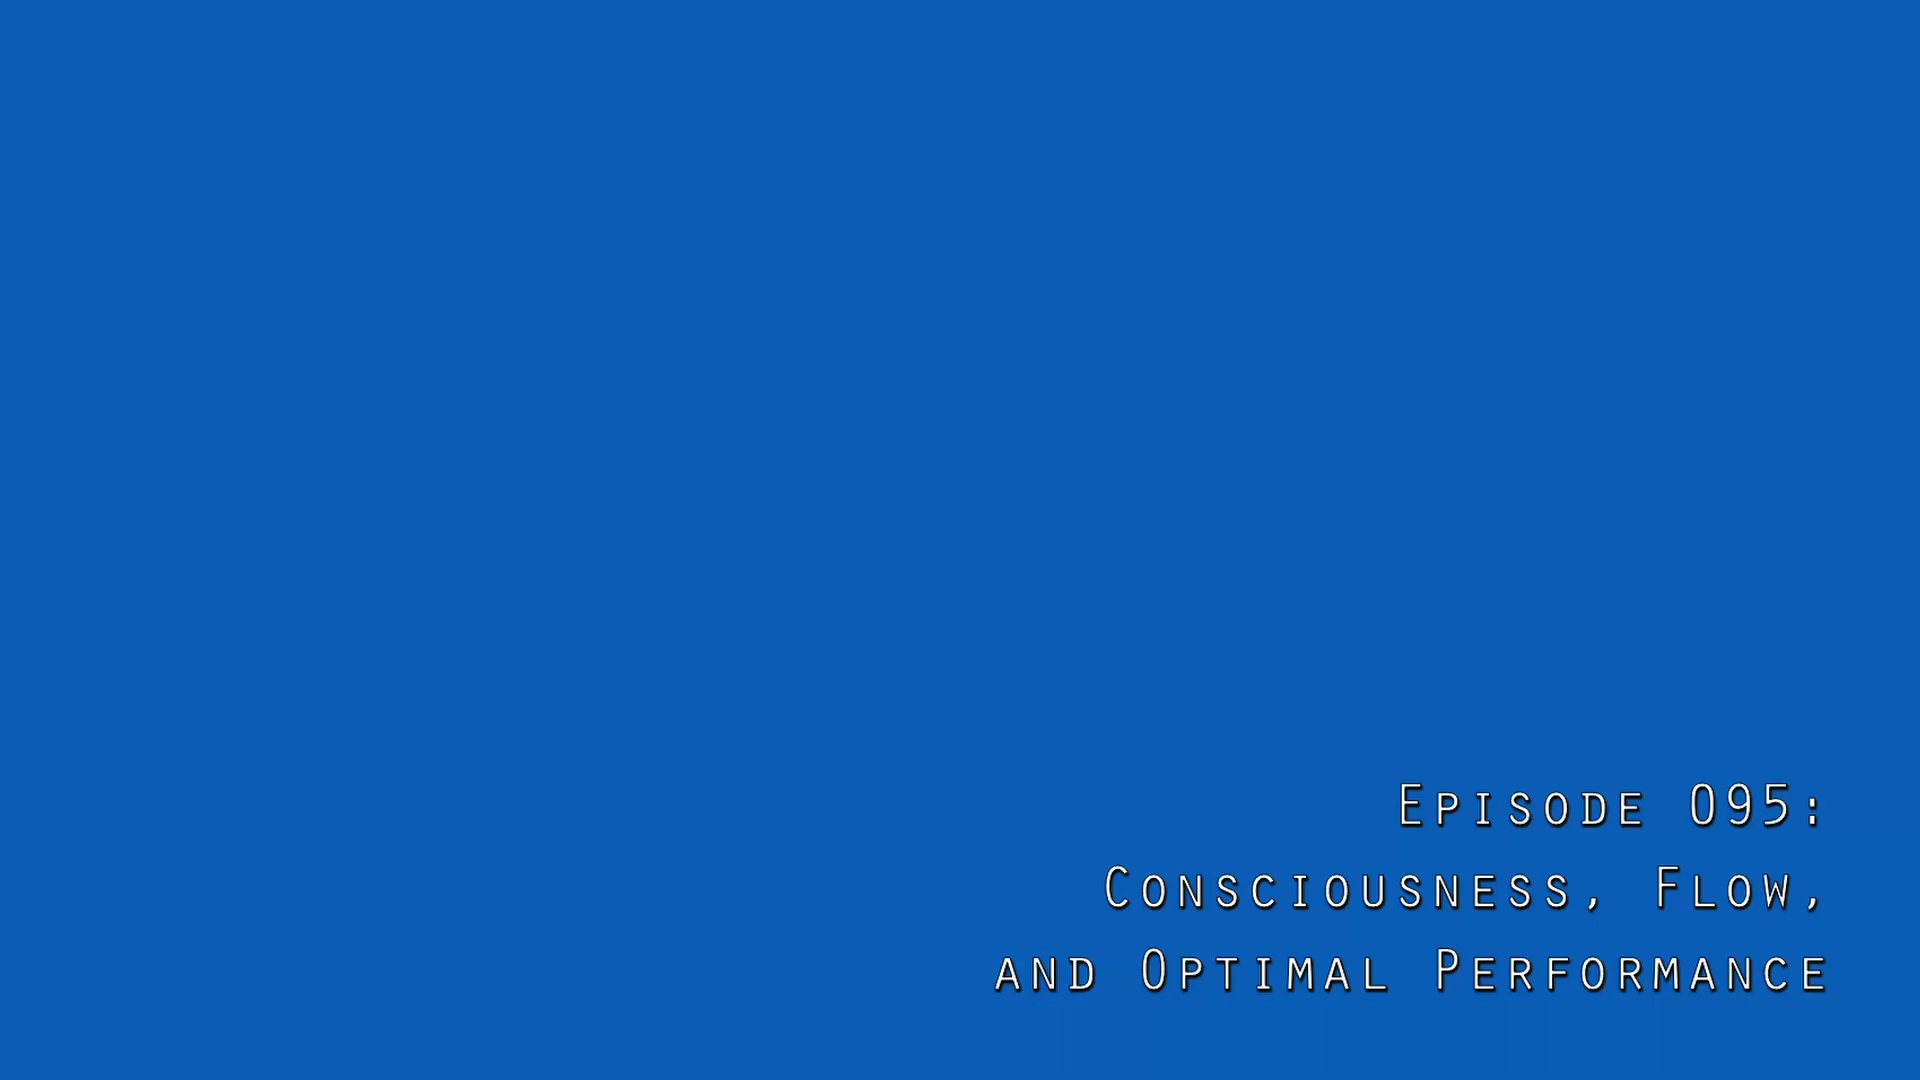 Episode 095:
Consciousness, Flow,
and Optimal Performance